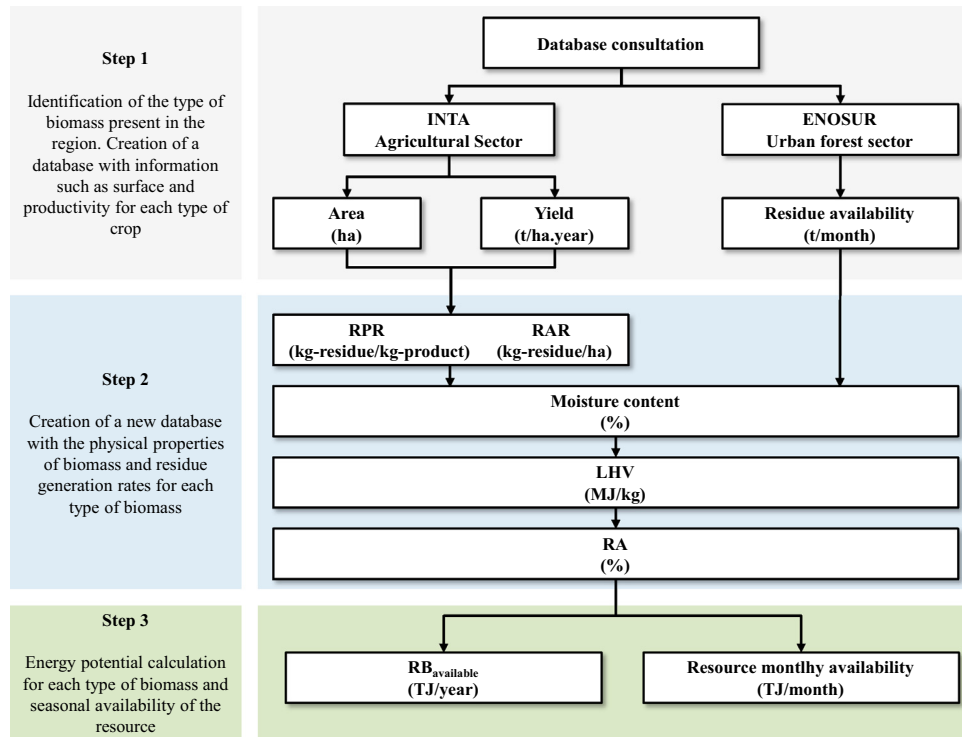 Step 1
Identification of the type of
biomass present in the
region. Creation of a
database with information
such as surface and
productivity for each type of
crop
Database consultation
INTA
Agricultural Sector
ENOSUR
Urban forest sector
Area
(ha)
Yield
(t/ha.year)
Residue availability
(t/month)
Step 2
Creation of a new database
with the physical properties
of biomass and residue
generation rates for each
type of biomass
RPR
(kg-residue/kg-product)
RAR
(kg-residue/ha)
Moisture content
(%)
LHV
(MJ/kg)
RA
(%)
Step 3
Energy potential calculation
for each type of biomass and
seasonal availability of the
resource
RBavailable
(TJ/year)
Resource montlhy availability
(TJ/month)